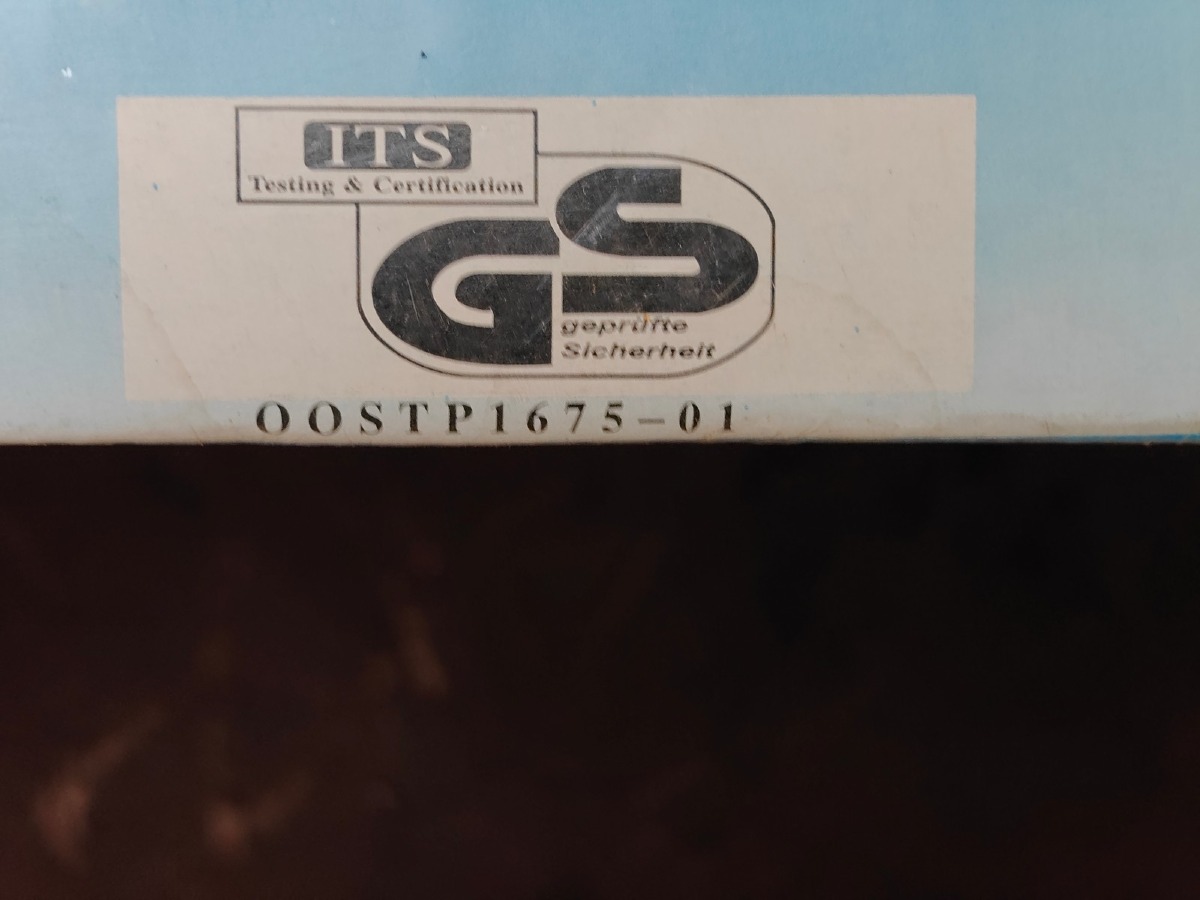 ITS
Testing & Certification
GS
geprüfte
Sicherheit
OOSTP1675-01